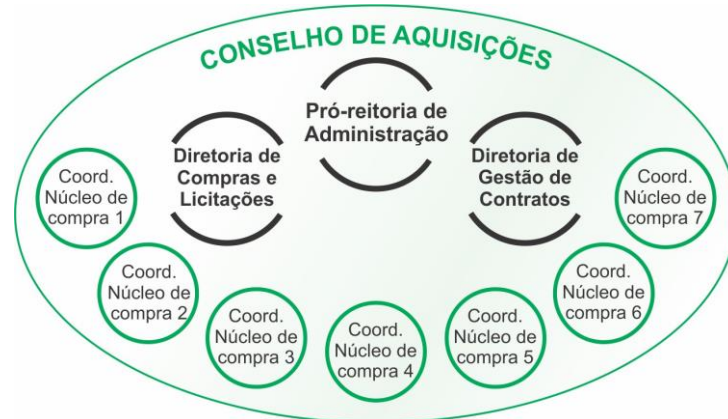 CONSELHO DE AQUISIÇÕES
Pró-reitoria de
Administração
Diretoria de
Compras e
Licitações
Diretoria de
Gestão de
Contratos
Coord.
Núcleo de
compra 1
Coord.
Núcleo de
compra 2
Coord.
Núcleo de
compra 3
Coord.
Núcleo de
compra 4
Coord.
Núcleo de
compra 5
Coord.
Núcleo de
compra 6
Coord.
Núcleo de
compra 7